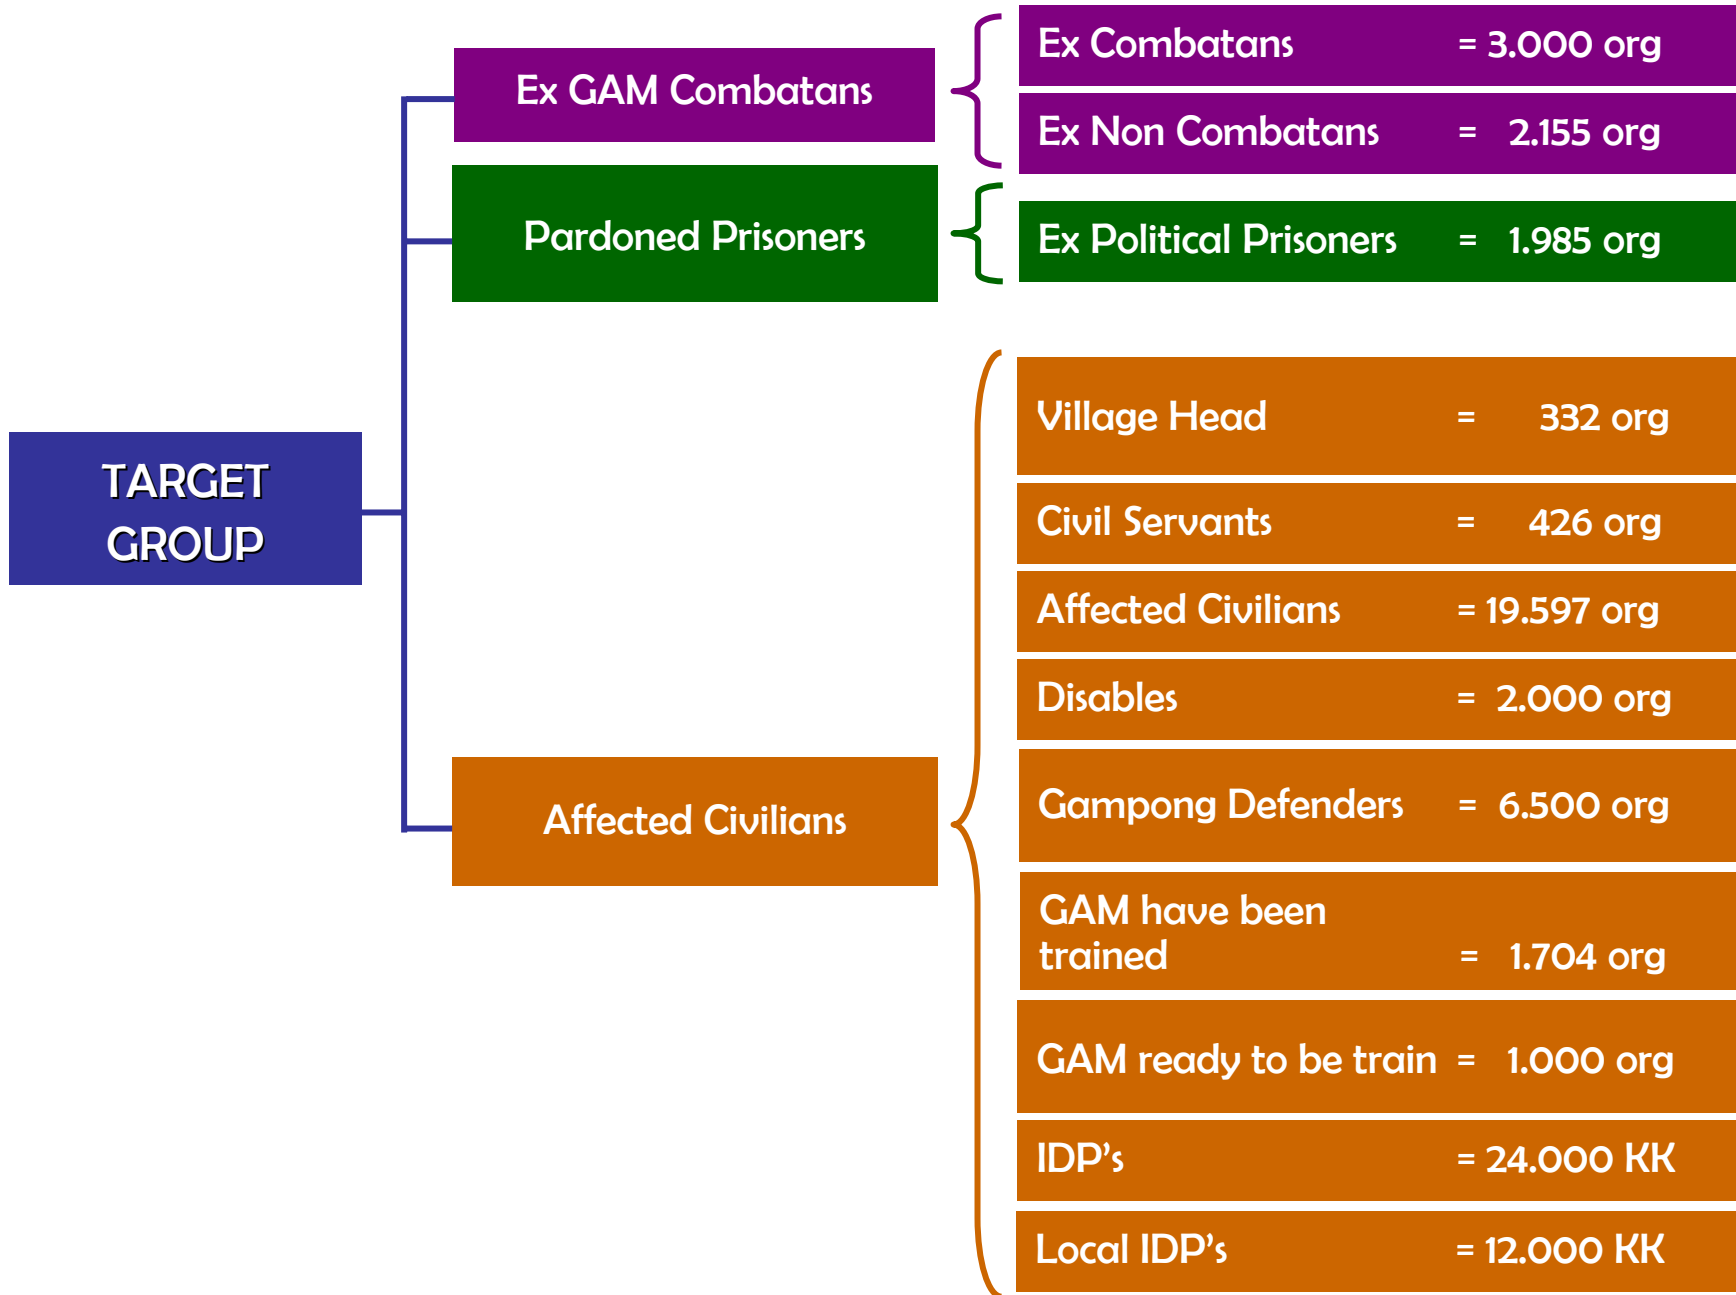 TARGET
GROUP
Ex GAM Combatans
Ex Combatans = 3.000 org
Ex Non Combatans = 2.155 org
Pardoned Prisoners
Ex Political Prisoners = 1.985 org
Affected Civilians
Village Head = 332 org
Civil Servants = 426 org
Affected Civilians = 19.597 org
Disables = 2.000 org
Gampong Defenders = 6.500 org
GAM have been
trained = 1.704 org
GAM ready to be train = 1.000 org
IDP’s = 24.000 KK
Local IDP’s = 12.000 KK